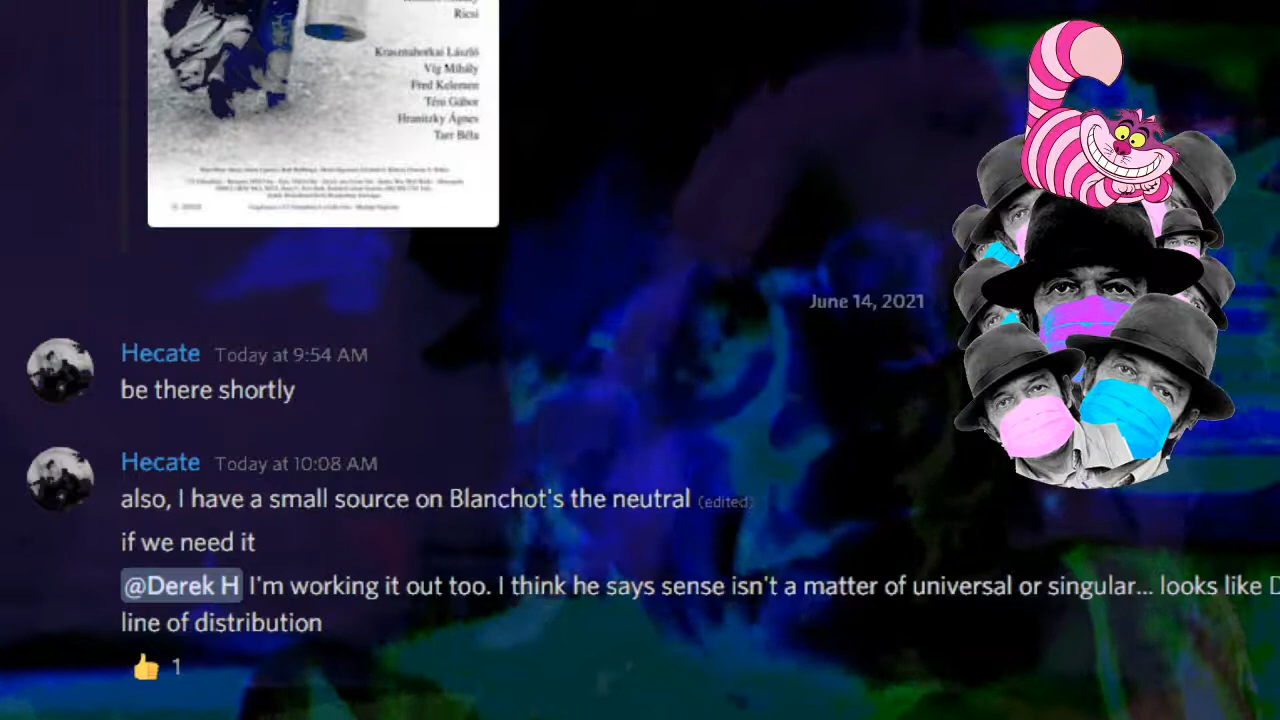 Ricsi
Krasznahorkai László
Víg Mihály
Fred Kelemen
Téni Gábor
Hranitzky Ágnes
Tarr Béla
June 14, 2021
Hecate Today at 9:54 AM
be there shortly
Hecate Today at 10:08 AM
also, I have a small source on Blanchot's the neutral (edited)
if we need it
@Derek H I'm working it out too. I think he says sense isn't a matter of universal or singular... looks like D
line of distribution
1